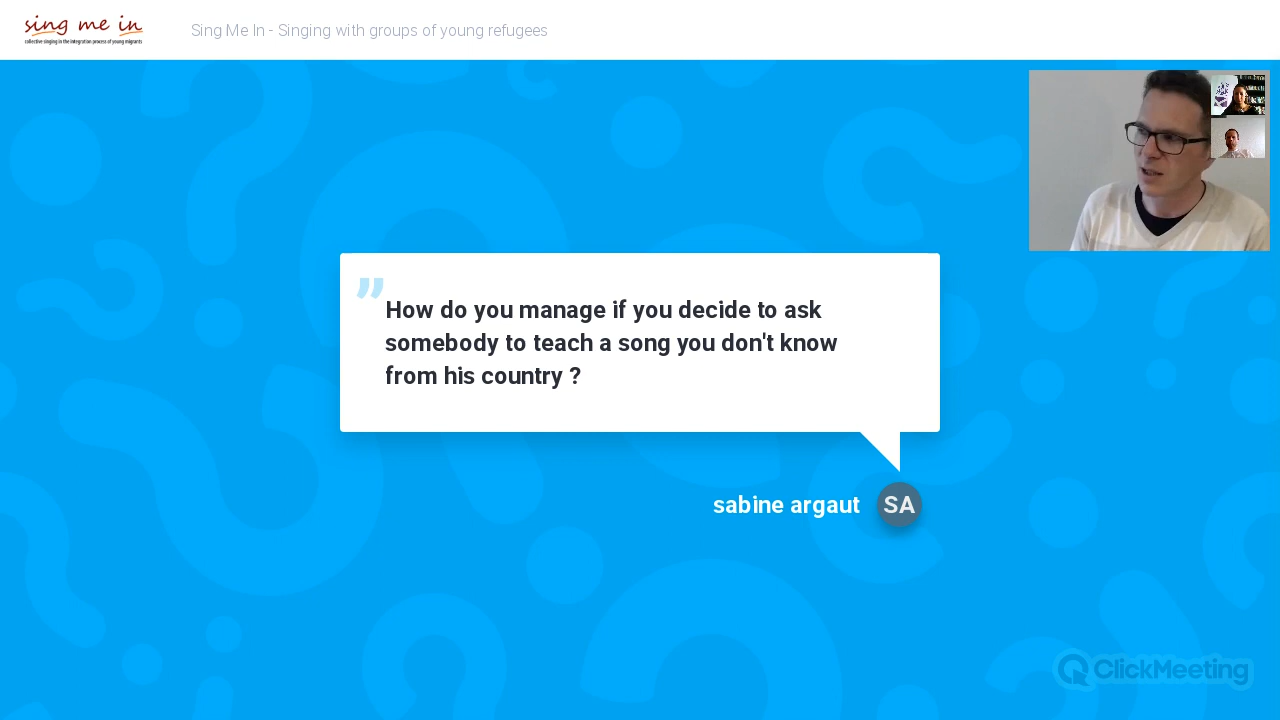 sing me in
collective singing in the integration process of young migrants
Sing Me In - Singing with groups of young refugees
”
How do you manage if you decide to ask
somebody to teach a song you don't know
from his country ?
sabine argaut SA
ClickMeeting